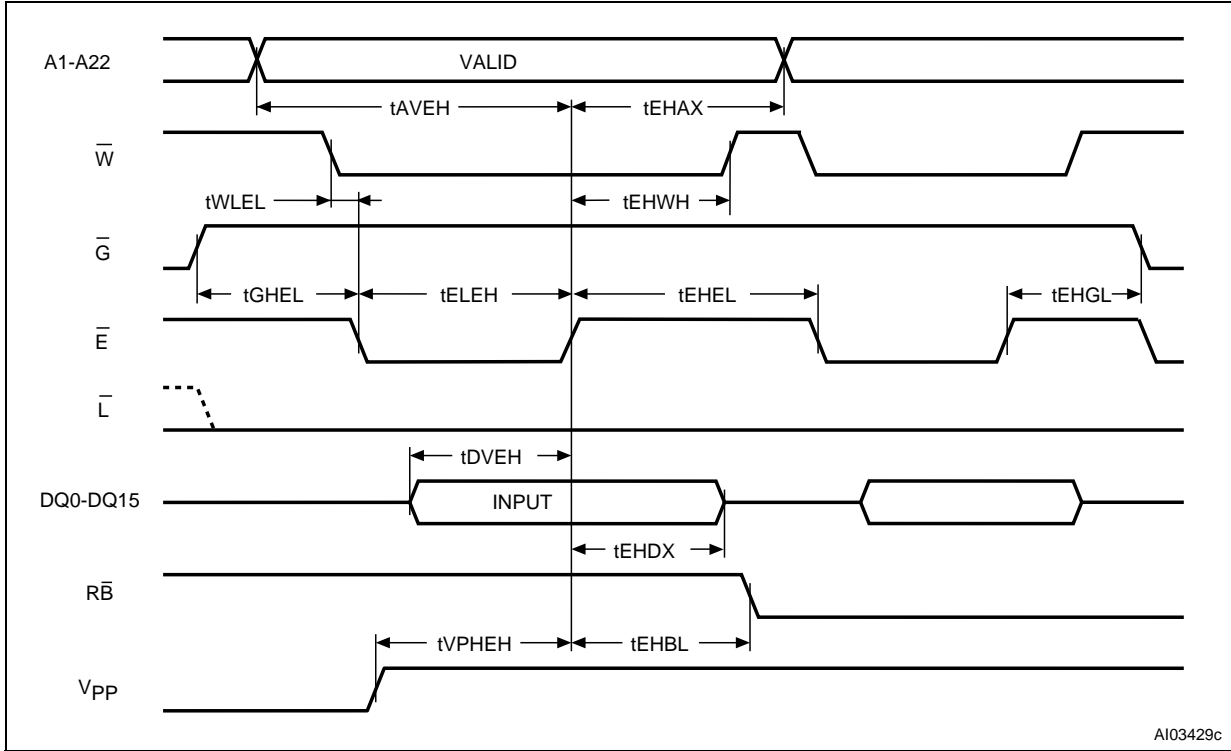 A1-A22 VALID
tAVEH tEHAX
W̅
tWLEL tEHWH
G̅
tGHEL tELEH tEHEL tEHGL
E̅
L̅
tDVEH
DQ0-DQ15 INPUT
tEHDX
RB̅
tVPHEH tEHBL
VPP
AI03429c